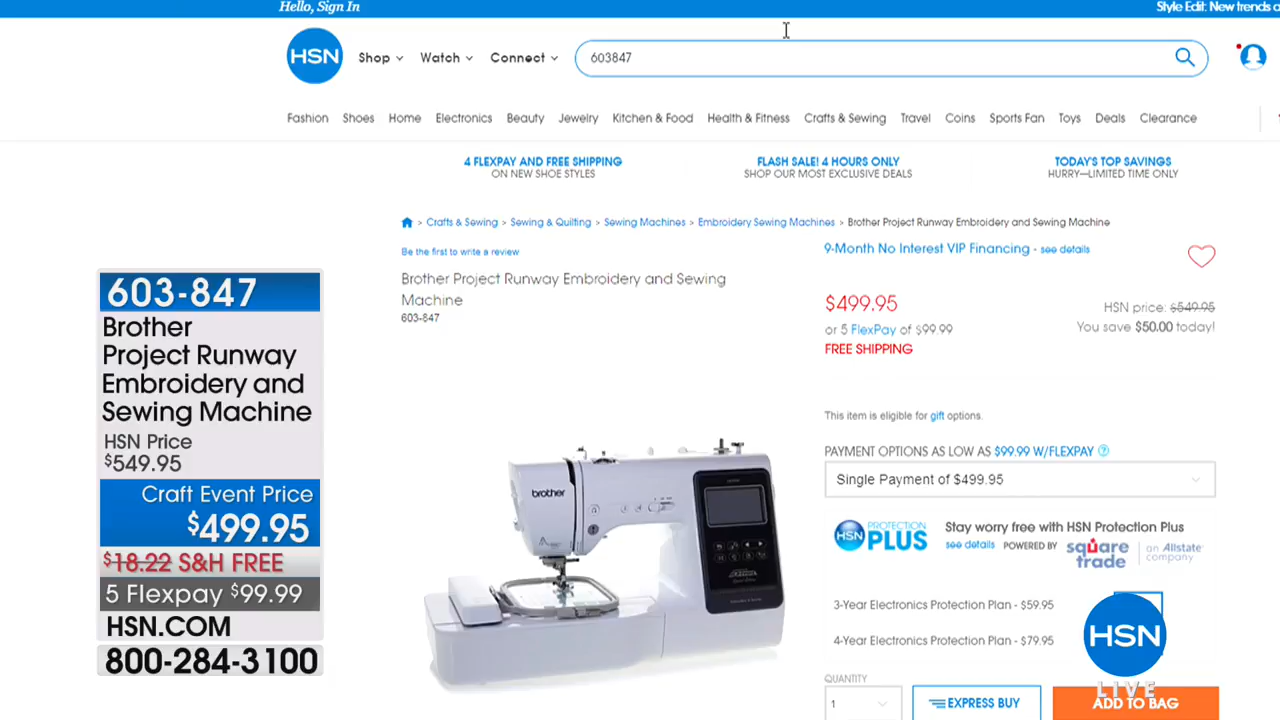 Hello, Sign In
Style Edit: New trends a
HSN
Shop
Watch
Connect
603847
Fashion
Shoes
Home
Electronics
Beauty
Jewelry
Kitchen & Food
Health & Fitness
Crafts & Sewing
Travel
Coins
Sports Fan
Toys
Deals
Clearance
4 FLEXPAY AND FREE SHIPPING
ON NEW SHOE STYLES
FLASH SALE! 4 HOURS ONLY
SHOP OUR MOST EXCLUSIVE DEALS
TODAY'S TOP SAVINGS
HURRY—LIMITED TIME ONLY
> Crafts & Sewing > Sewing & Quilting > Sewing Machines > Embroidery Sewing Machines > Brother Project Runway Embroidery and Sewing Machine
Be the first to write a review
Brother Project Runway Embroidery and Sewing
Machine
603-847
9-Month No Interest VIP Financing - see details
$499.95
HSN price: $549.95
or 5 FlexPay of $99.99
You save $50.00 today!
FREE SHIPPING
This item is eligible for gift options.
PAYMENT OPTIONS AS LOW AS $99.99 W/FLEXPAY ?
Single Payment of $499.95
HSN PROTECTION PLUS
Stay worry free with HSN Protection Plus
see details POWERED BY square trade an Allstate company
3-Year Electronics Protection Plan - $59.95
4-Year Electronics Protection Plan - $79.95
QUANTITY
1
EXPRESS BUY
ADD TO BAG
HSN
LIVE
brother
603-847
Brother
Project Runway
Embroidery and
Sewing Machine
HSN Price
$549.95
Craft Event Price
$499.95
$18.22 S&H FREE
5 Flexpay $99.99
HSN.COM
800-284-3100